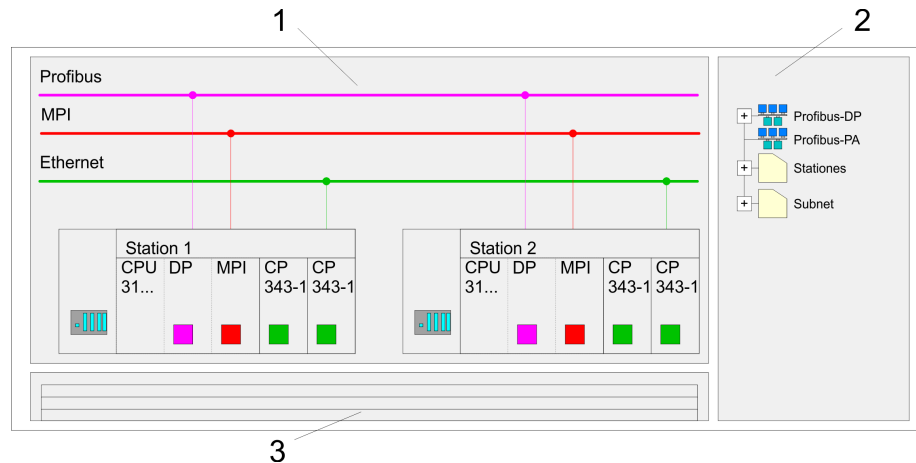 1
2
Profibus
MPI
Ethernet
Profibus-DP
Profibus-PA
Stationes
Subnet
Station 1
CPU 31...
DP
MPI
CP 343-1
CP 343-1
Station 2
CPU 31...
DP
MPI
CP 343-1
CP 343-1
3